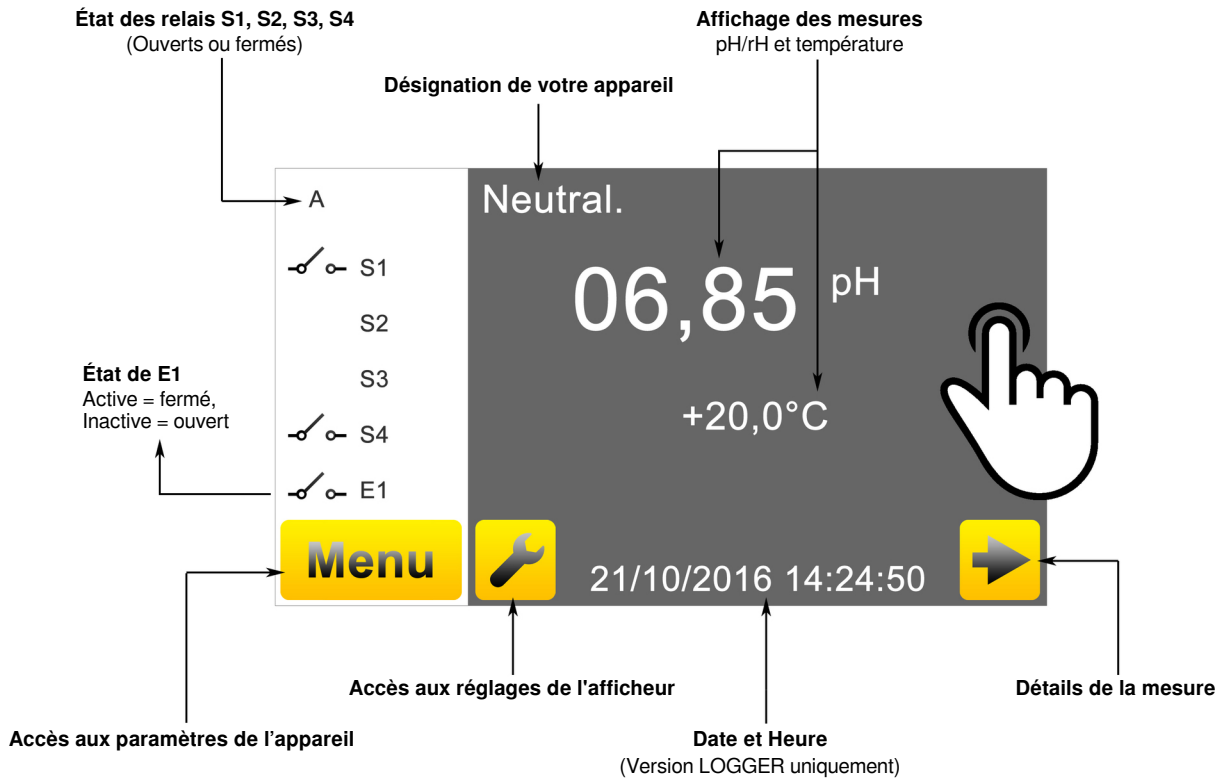 État des relais S1, S2, S3, S4
(Ouverts ou fermés)
Affichage des mesures
pH/rH et température
Désignation de votre appareil
A
S1
S2
S3
S4
E1
Menu
Neutral.
06,85 pH
+20,0°C
21/10/2016 14:24:50
État de E1
Active = fermé,
Inactive = ouvert
Accès aux réglages de l'afficheur
Détails de la mesure
Accès aux paramètres de l’appareil
Date et Heure
(Version LOGGER uniquement)